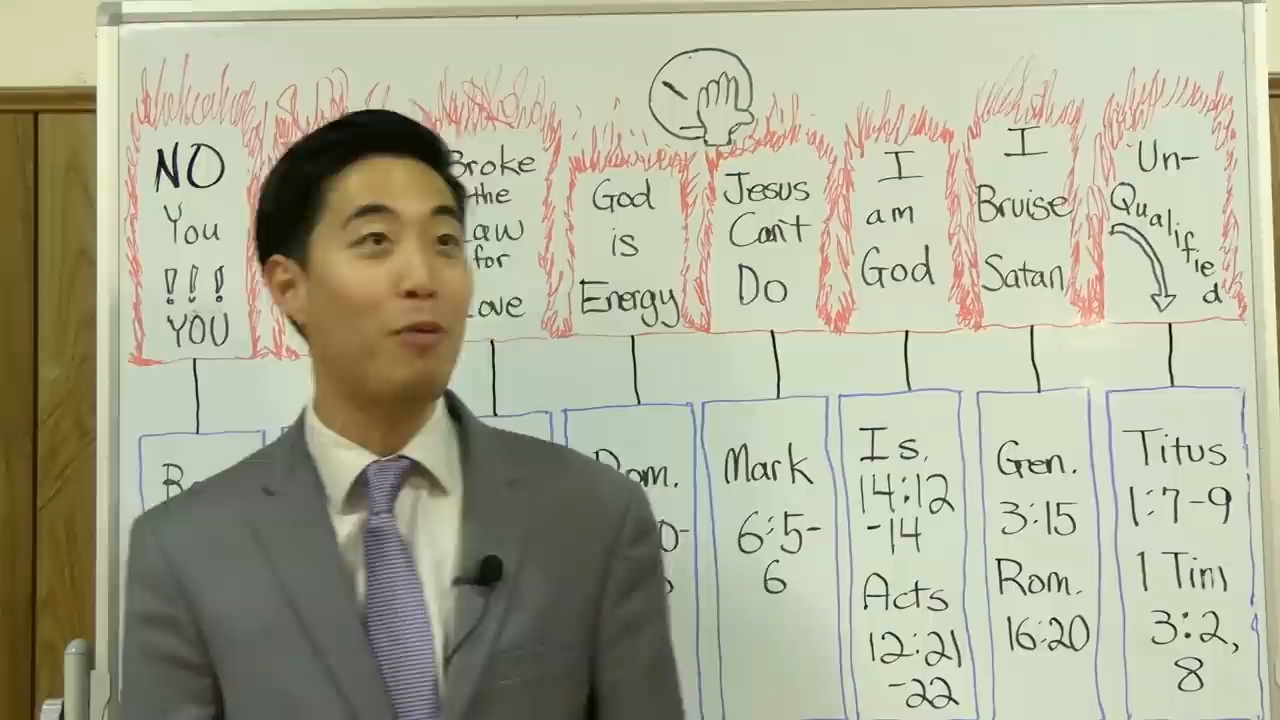 NO
You
!!!
YOU
Broke
the
Law
for
Love
God
is
Energy
Jesus
Can't
Do
I
am
God
I
Bruise
Satan
Un-
Qualified
Rom.
Mark
6:5-
6
Is.
14:12
-14
Acts
12:21
-22
Gen.
3:15
Rom.
16:20
Titus
1:7-9
1 Tim
3:2,
8